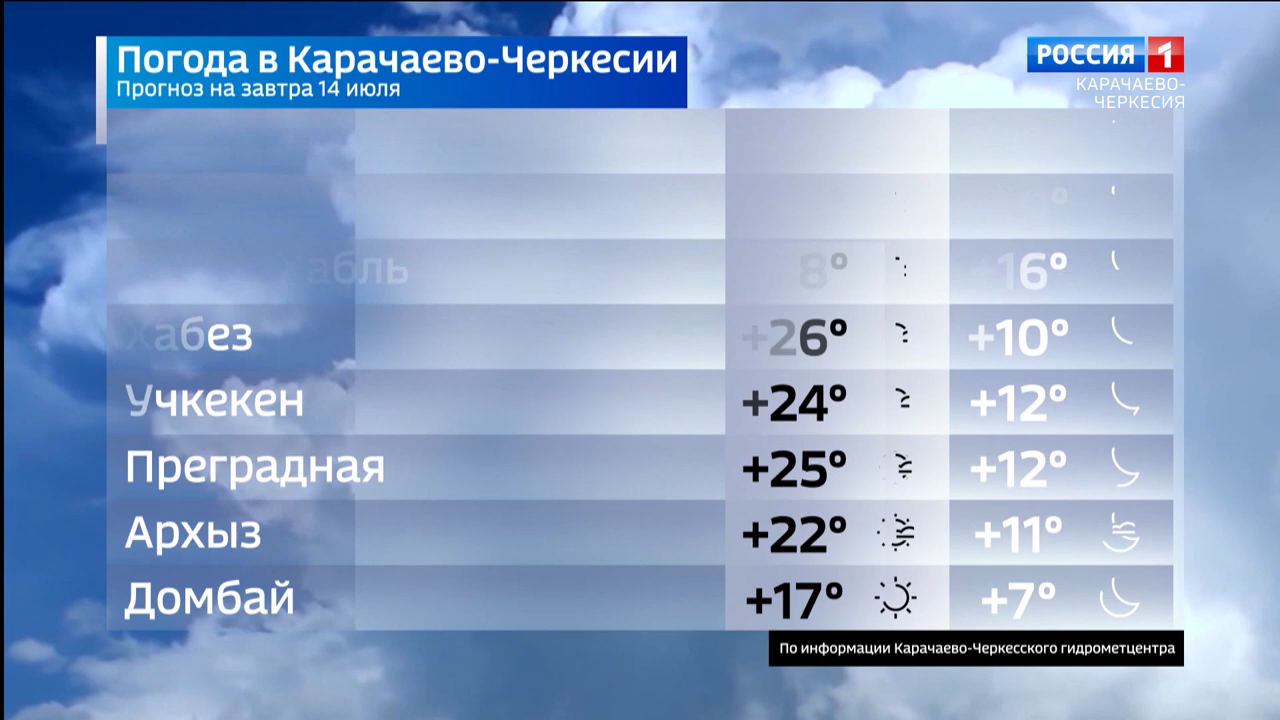 Погода в Карачаево-Черкесии
Прогноз на завтра 14 июля
РОССИЯ 1
КАРАЧАЕВО-
ЧЕРКЕСИЯ
8° +16°
Хабез +26° +10°
Учкекен +24° +12°
Преградная +25° +12°
Архыз +22° +11°
Домбай +17° +7°
По информации Карачаево-Черкесского гидрометцентра